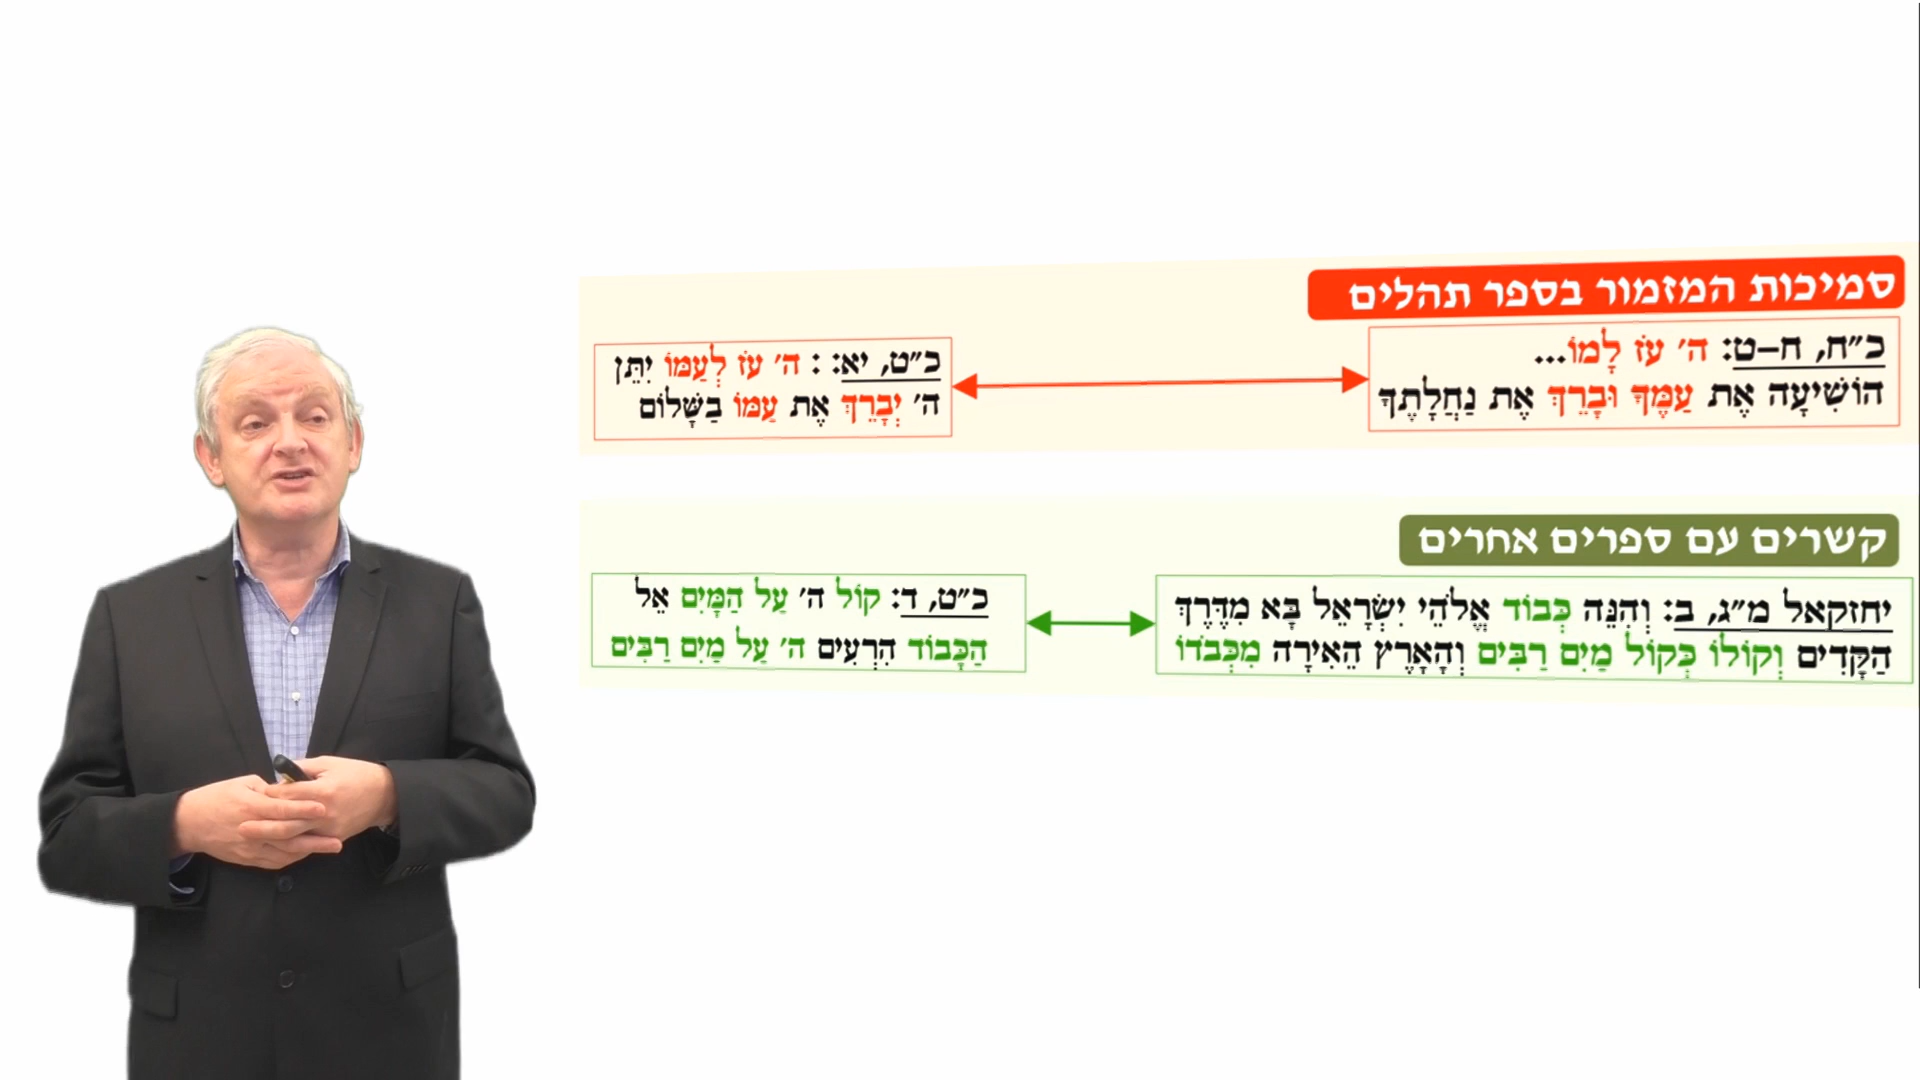 סמיכות המזמור בספר תהלים
כ״ח, ח–ט: ה׳ עֹז לָמוֹ...
הוֹשִׁיעָה אֶת עַמֶּךָ וּבָרֵךְ אֶת נַחֲלָתֶךָ
כ״ט, יא: : ה׳ עֹז לְעַמּוֹ יִתֵּן
ה׳ יְבָרֵךְ אֶת עַמּוֹ בַשָּׁלוֹם
קשרים עם ספרים אחרים
יחזקאל מ״ג, ב: וְהִנֵּה כְּבוֹד אֱלֹהֵי יִשְׂרָאֵל בָּא מִדֶּרֶךְ
הַקָּדִים וְקוֹלוֹ כְּקוֹל מַיִם רַבִּים וְהָאָרֶץ הֵאִירָה מִכְּבֹדוֹ
כ״ט, ד: קוֹל ה׳ עַל הַמָּיִם אֵל
הַכָּבוֹד הִרְעִים ה׳ עַל מַיִם רַבִּים